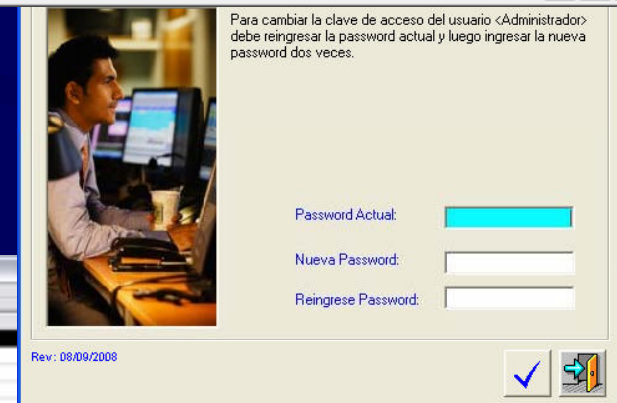 Para cambiar la clave de acceso del usuario <Administrador>
debe reingresar la password actual y luego ingresar la nueva
password dos veces.
Password Actual:
Nueva Password:
Reingrese Password:
Rev: 08/09/2008